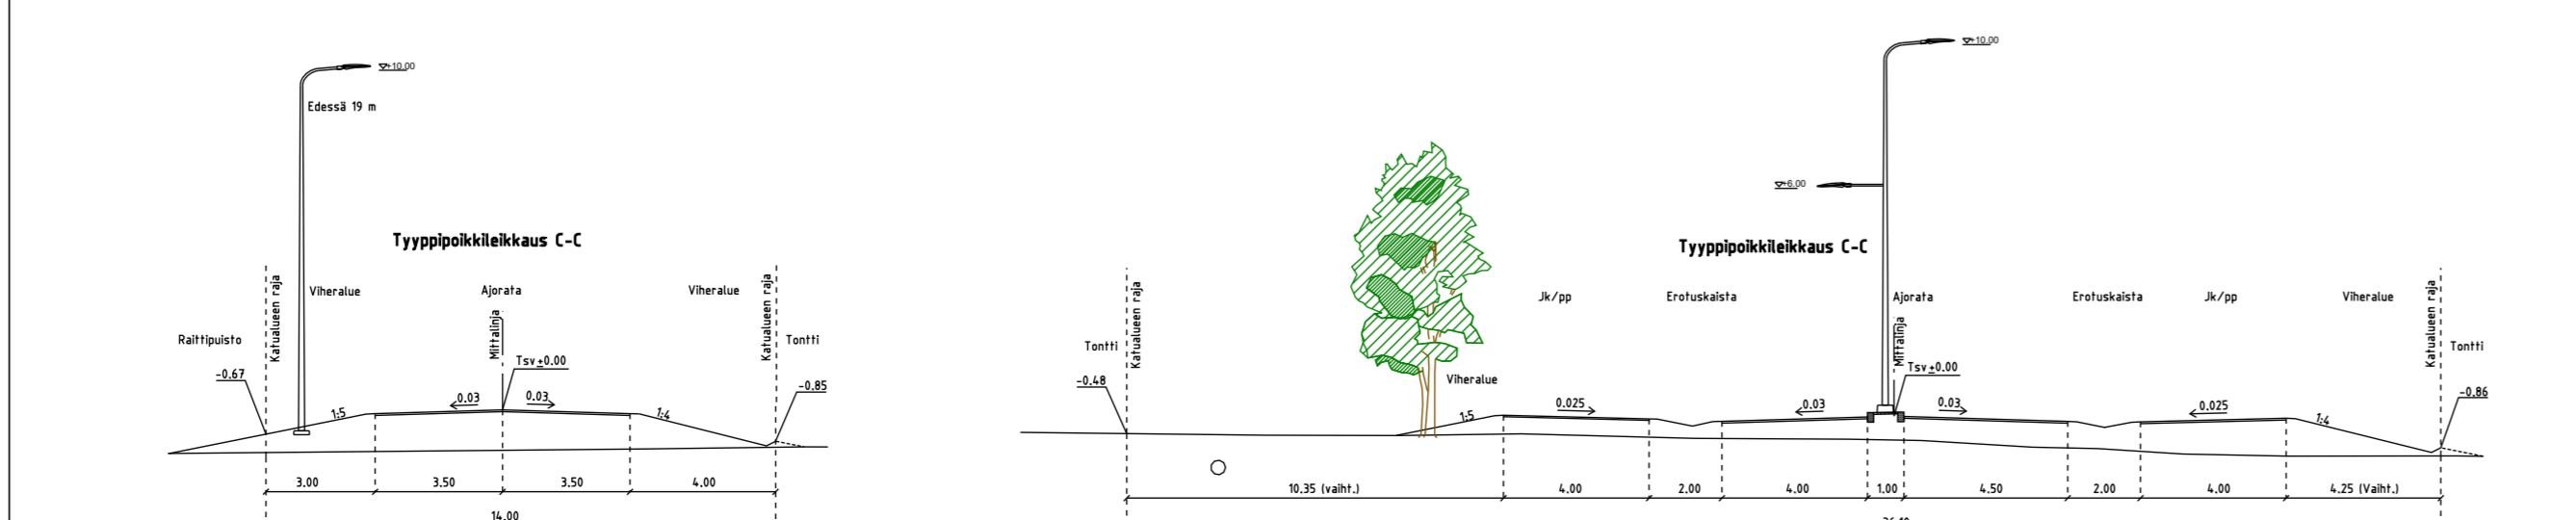 +10.00
Edessä 19 m
Tyyppipoikkileikkaus C-C
Katualueen raja
Viheralue
Ajorata
Viheralue
Katualueen raja
Raittipuisto
Mittalinja
Tontti
Tsv ±0.00
-0.67
-0.85
1:5
0.03
0.03
1:4
3.00
3.50
3.50
4.00
14.00
+10.00
+6.00
Tyyppipoikkileikkaus C-C
Katualueen raja
Jk/pp
Erotuskaista
Ajorata
Erotuskaista
Jk/pp
Viheralue
Katualueen raja
Tontti
Mittalinja
Tontti
Viheralue
Tsv ±0.00
-0.48
-0.86
1:5
0.025
0.03
0.03
0.025
1:4
10.35 (vaiht.)
4.00
2.00
4.00
1.00
4.50
2.00
4.00
4.25 (Vaiht.)